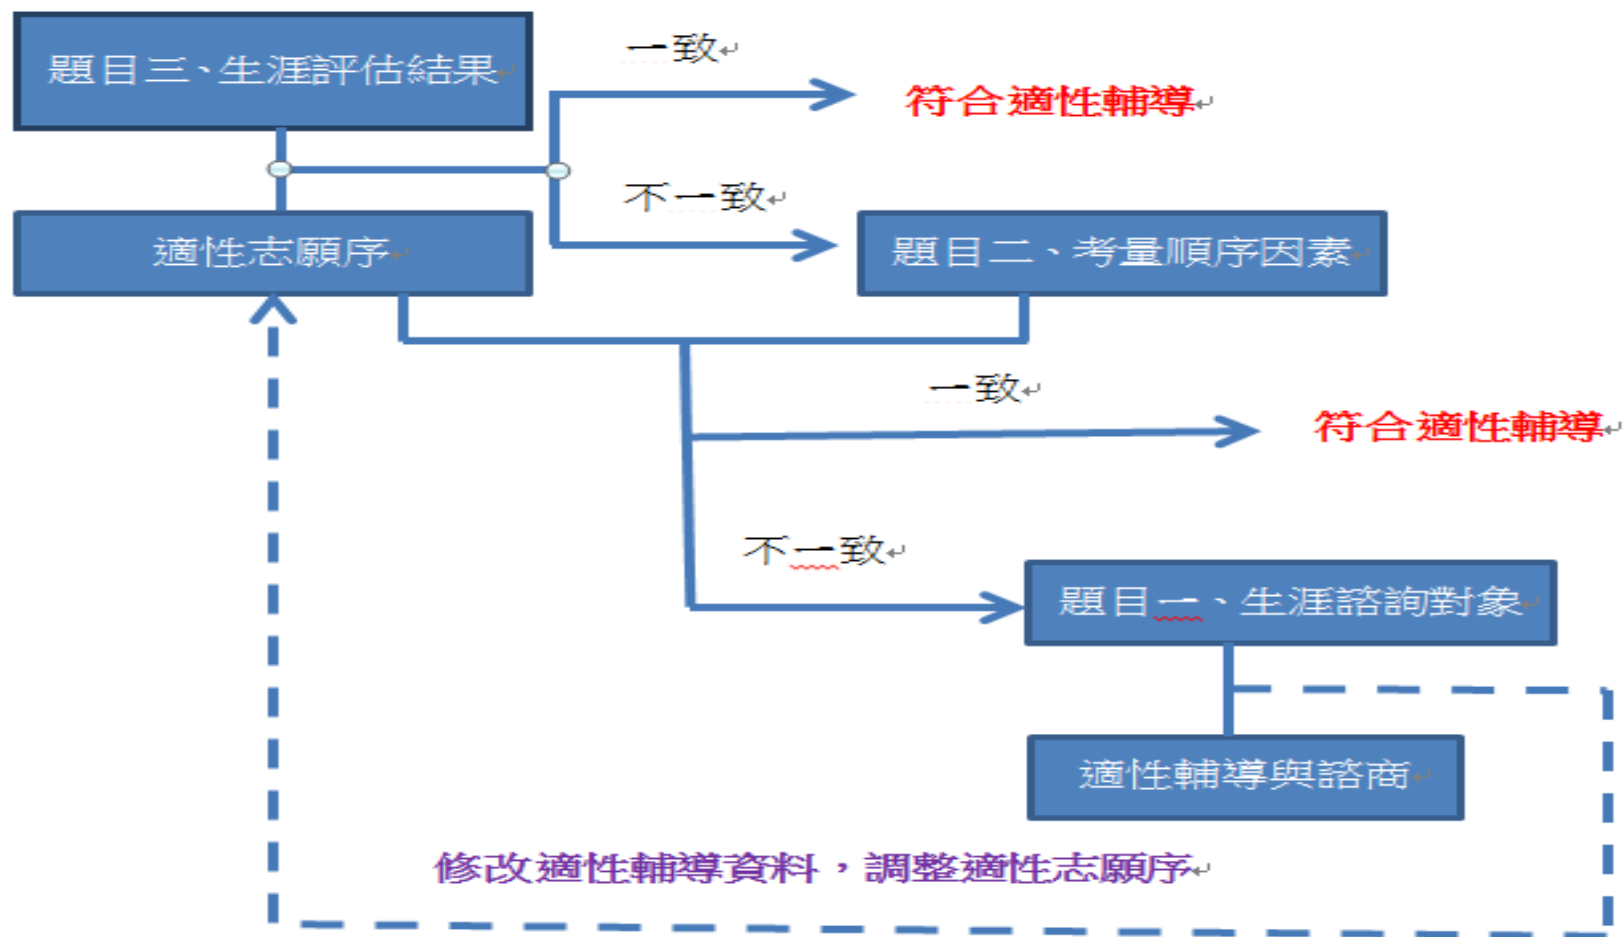 題目三、生涯評估結果
一致
符合適性輔導
不一致
適性志願序
題目二、考量順序因素
一致
符合適性輔導
不一致
題目一、生涯諮詢對象
適性輔導與諮商
修改適性輔導資料，調整適性志願序